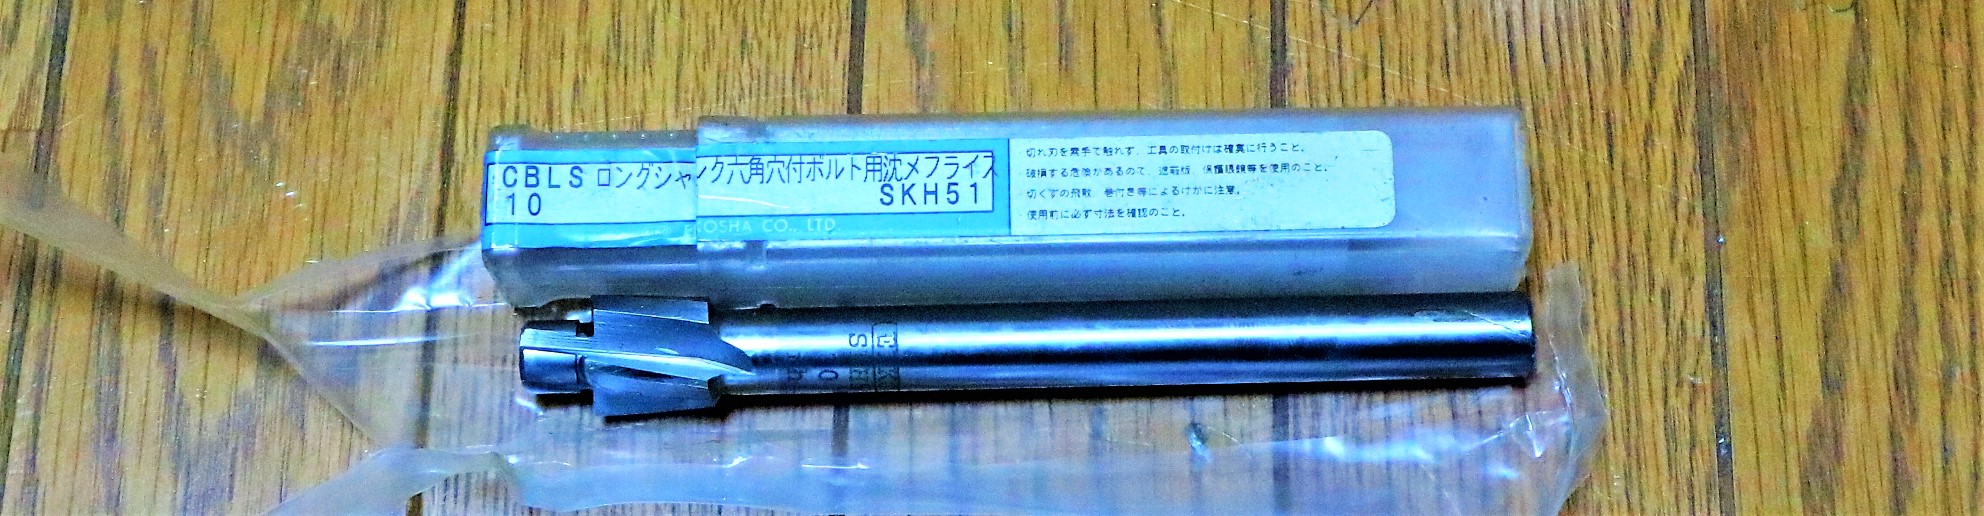 CBLS ロングシャンク六角穴付ボルト用沈メフライス
10 SKH51
CO., LTD.
切れ刃を素手で触れず、工具の取付けは確実に行うこと。
破損する危険があるので、遮蔽版、保護眼鏡等を使用のこと。
切くずの飛散、巻付き等によるけがに注意。
使用前に必ず寸法を確認のこと。